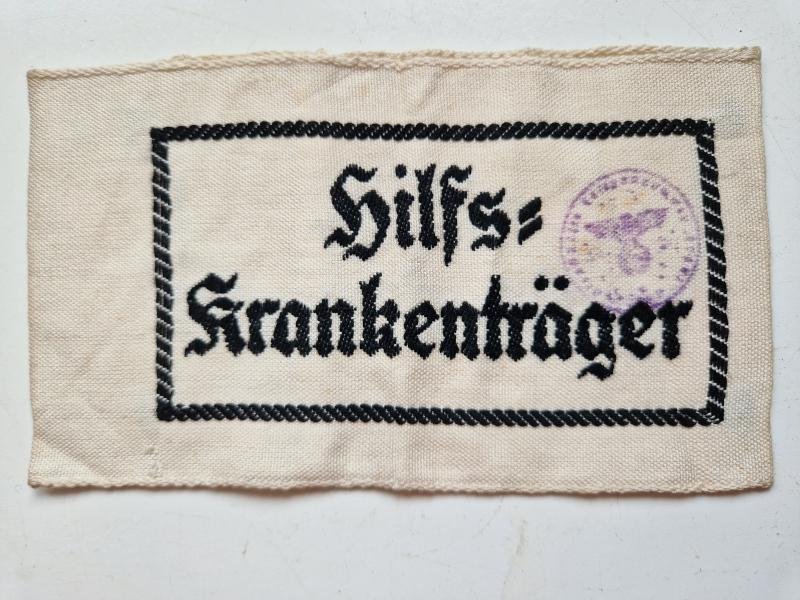 Hilfs=
Krankenträger